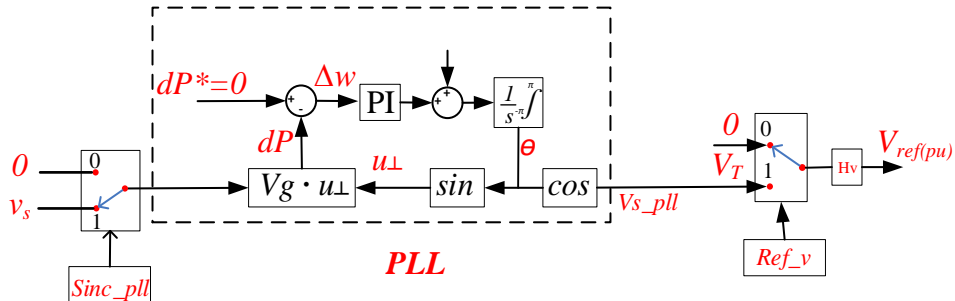 dP*=0
+
-
Δw
PI
+
+
1/s
-π
∫
π
dP
u⊥
θ
0
0
v_s
1
Vg · u⊥
sin
cos
Vs_pll
0
0
V_T
1
Hv
V_ref(pu)
Sinc_pll
PLL
Ref_v